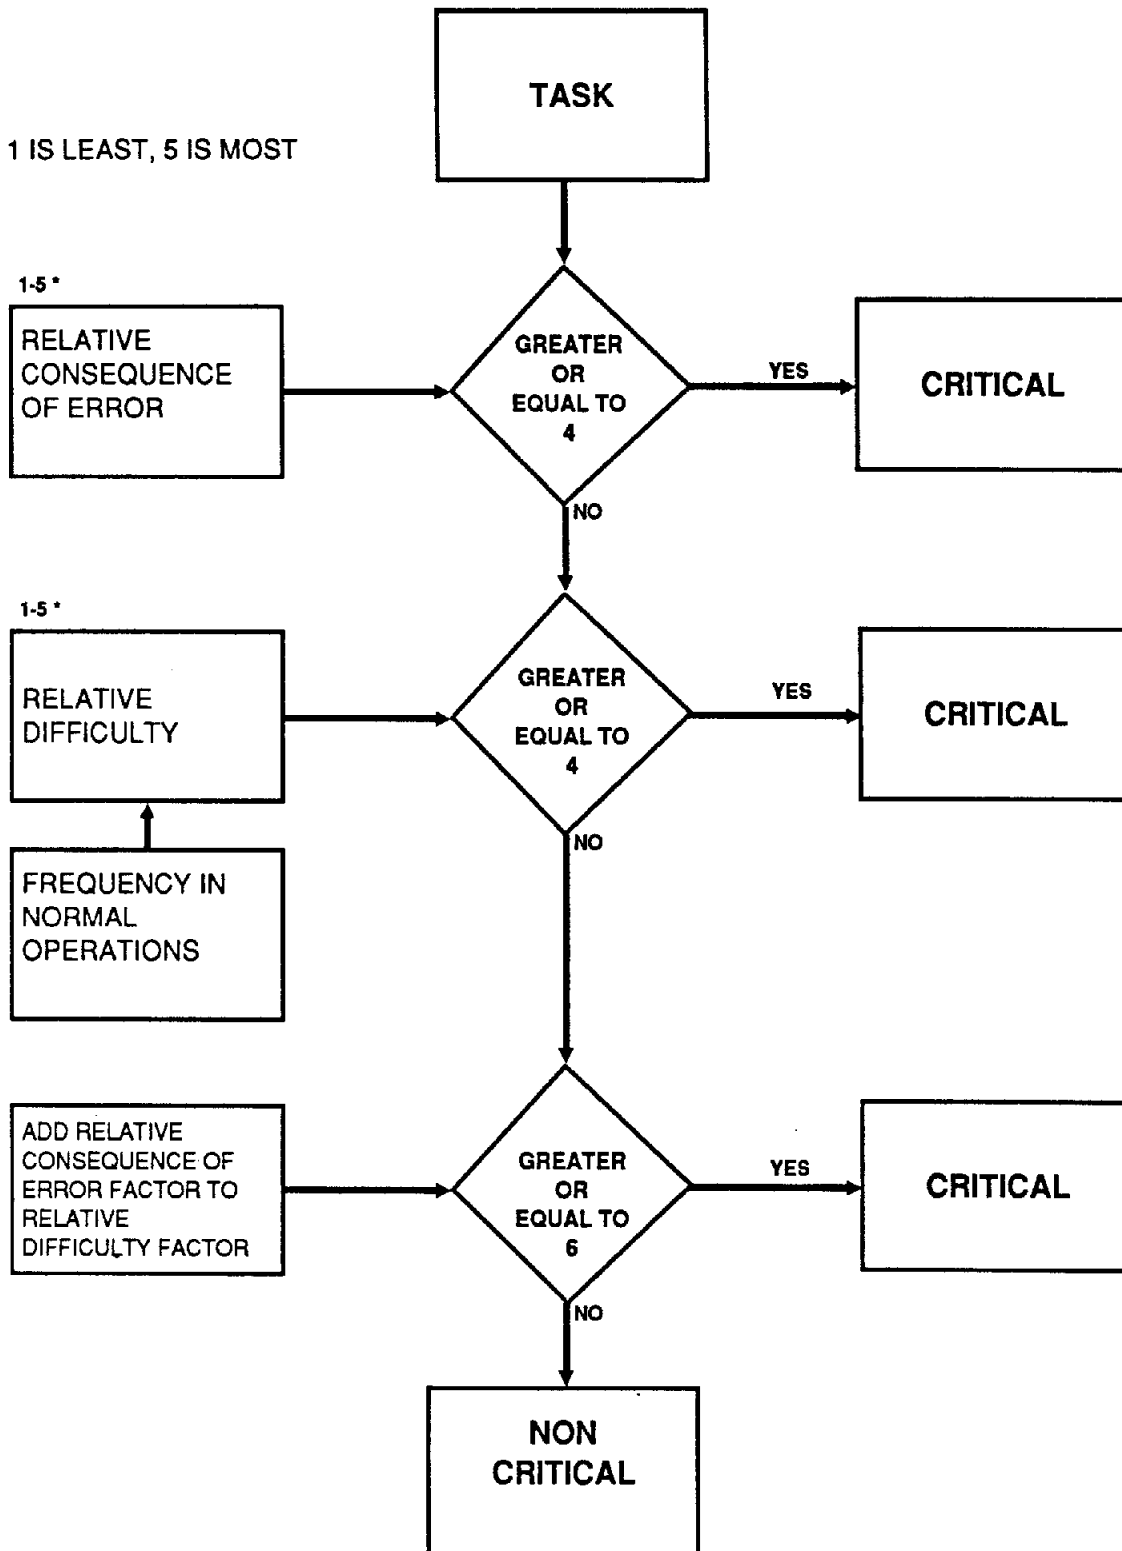 TASK
1 IS LEAST, 5 IS MOST
1-5 *
RELATIVE
CONSEQUENCE
OF ERROR
GREATER
OR
EQUAL TO
4
YES
CRITICAL
NO
1-5 *
RELATIVE
DIFFICULTY
GREATER
OR
EQUAL TO
4
YES
CRITICAL
NO
FREQUENCY IN
NORMAL
OPERATIONS
ADD RELATIVE
CONSEQUENCE OF
ERROR FACTOR TO
RELATIVE
DIFFICULTY FACTOR
GREATER
OR
EQUAL TO
6
YES
CRITICAL
NO
NON
CRITICAL